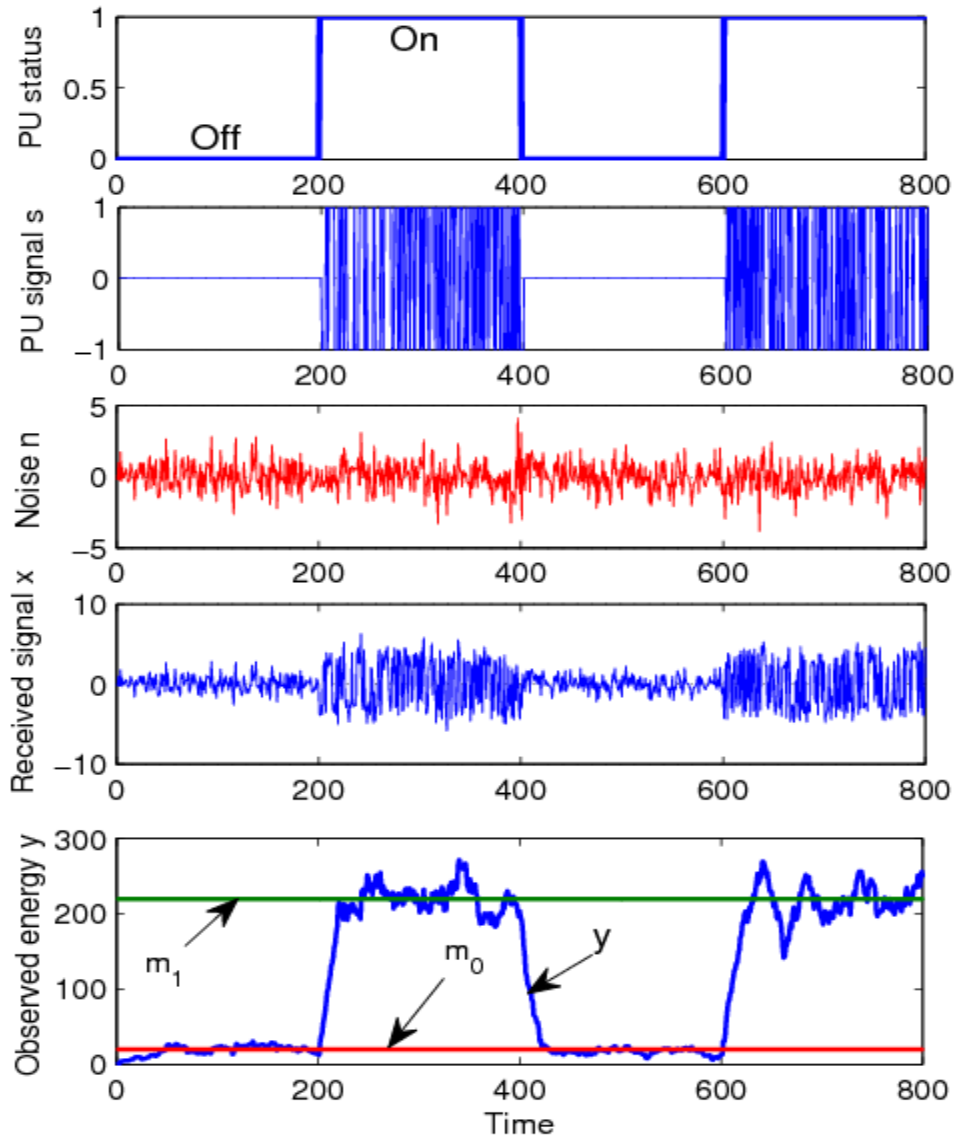 PU status
1
0.5
0
On
Off
0 200 400 600 800
PU signal s
1
0
−1
0 200 400 600 800
Noise n
5
0
−5
0 200 400 600 800
Received signal x
10
0
−10
0 200 400 600 800
Observed energy y
300
200
100
0
m1
m0
y
0 200 400 600 800
Time